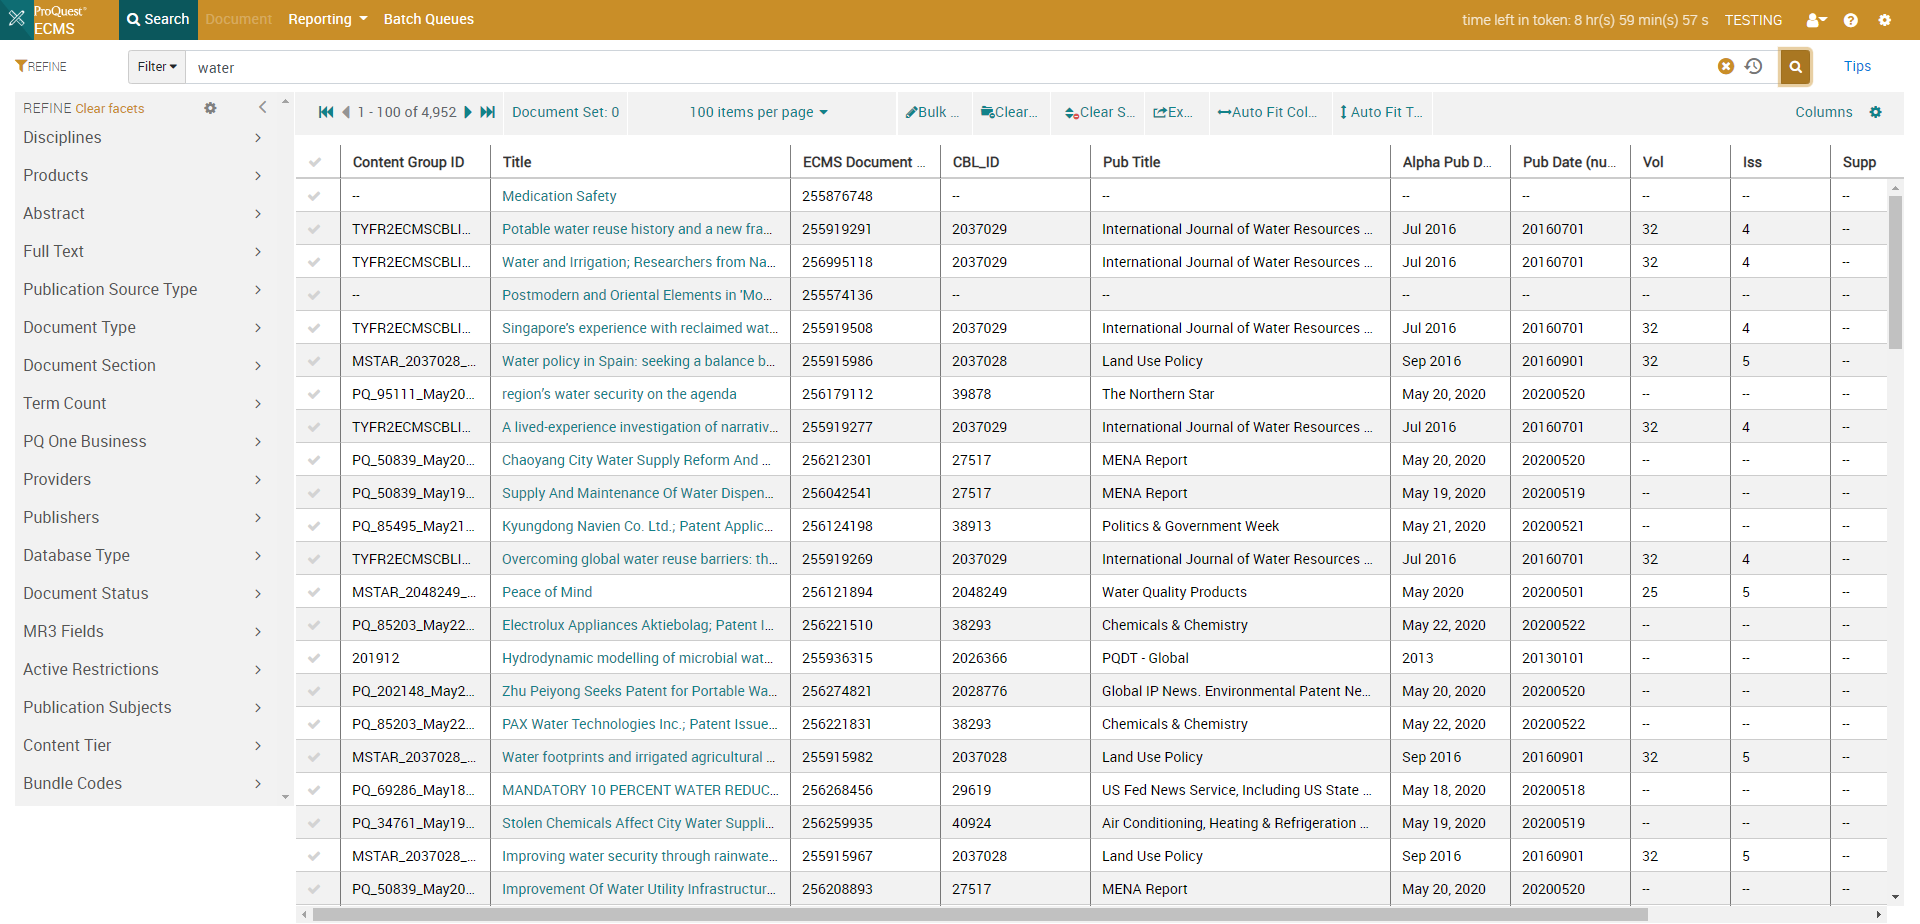 ProQuest® ECMS Search Document Reporting Batch Queues time left in token: 8 hr(s) 59 min(s) 57 s TESTING
REFINE Filter water Tips
REFINE Clear facets
Disciplines
Products
Abstract
Full Text
Publication Source Type
Document Type
Document Section
Term Count
PQ One Business
Providers
Publishers
Database Type
Document Status
MR3 Fields
Active Restrictions
Publication Subjects
Content Tier
Bundle Codes
1 - 100 of 4,952 Document Set: 0 100 items per page Bulk ... Clear... Clear S... Ex... Auto Fit Col... Auto Fit T... Columns
Content Group ID Title ECMS Document ... CBL_ID Pub Title Alpha Pub D... Pub Date (nu... Vol Iss Supp
-- Medication Safety 255876748 -- -- -- -- -- -- --
TYFR2ECMSCBLI... Potable water reuse history and a new fra... 255919291 2037029 International Journal of Water Resources ... Jul 2016 20160701 32 4 --
TYFR2ECMSCBLI... Water and Irrigation; Researchers from Na... 256995118 2037029 International Journal of Water Resources ... Jul 2016 20160701 32 4 --
-- Postmodern and Oriental Elements in 'Mo... 255574136 -- -- -- -- -- -- --
TYFR2ECMSCBLI... Singapore's experience with reclaimed wat... 255919508 2037029 International Journal of Water Resources ... Jul 2016 20160701 32 4 --
MSTAR_2037028_... Water policy in Spain: seeking a balance b... 255915986 2037028 Land Use Policy Sep 2016 20160901 32 5 --
PQ_95111_May20... region's water security on the agenda 256179112 39878 The Northern Star May 20, 2020 20200520 -- -- --
TYFR2ECMSCBLI... A lived-experience investigation of narrativ... 255919277 2037029 International Journal of Water Resources ... Jul 2016 20160701 32 4 --
PQ_50839_May20... Chaoyang City Water Supply Reform And ... 256212301 27517 MENA Report May 20, 2020 20200520 -- -- --
PQ_50839_May19... Supply And Maintenance Of Water Dispen... 256042541 27517 MENA Report May 19, 2020 20200519 -- -- --
PQ_85495_May21... Kyungdong Navien Co. Ltd.; Patent Applic... 256124198 38913 Politics & Government Week May 21, 2020 20200521 -- -- --
TYFR2ECMSCBLI... Overcoming global water reuse barriers: th... 255919269 2037029 International Journal of Water Resources ... Jul 2016 20160701 32 4 --
MSTAR_2048249_... Peace of Mind 256121894 2048249 Water Quality Products May 2020 20200501 25 5 --
PQ_85203_May22... Electrolux Appliances Aktiebolag; Patent I... 256221510 38293 Chemicals & Chemistry May 22, 2020 20200522 -- -- --
201912 Hydrodynamic modelling of microbial wat... 255936315 2026366 PQDT - Global 2013 20130101 -- -- --
PQ_202148_May2... Zhu Peiyong Seeks Patent for Portable Wa... 256274821 2028776 Global IP News. Environmental Patent Ne... May 20, 2020 20200520 -- -- --
PQ_85203_May22... PAX Water Technologies Inc.; Patent Issue... 256221831 38293 Chemicals & Chemistry May 22, 2020 20200522 -- -- --
MSTAR_2037028_... Water footprints and irrigated agricultural ... 255915982 2037028 Land Use Policy Sep 2016 20160901 32 5 --
PQ_69286_May18... MANDATORY 10 PERCENT WATER REDUC... 256268456 29619 US Fed News Service, Including US State ... May 18, 2020 20200518 -- -- --
PQ_34761_May19... Stolen Chemicals Affect City Water Suppli... 256259935 40924 Air Conditioning, Heating & Refrigeration ... May 19, 2020 20200519 -- -- --
MSTAR_2037028_... Improving water security through rainwate... 255915967 2037028 Land Use Policy Sep 2016 20160901 32 5 --
PQ_50839_May20... Improvement Of Water Utility Infrastructur... 256208893 27517 MENA Report May 20, 2020 20200520 -- -- --